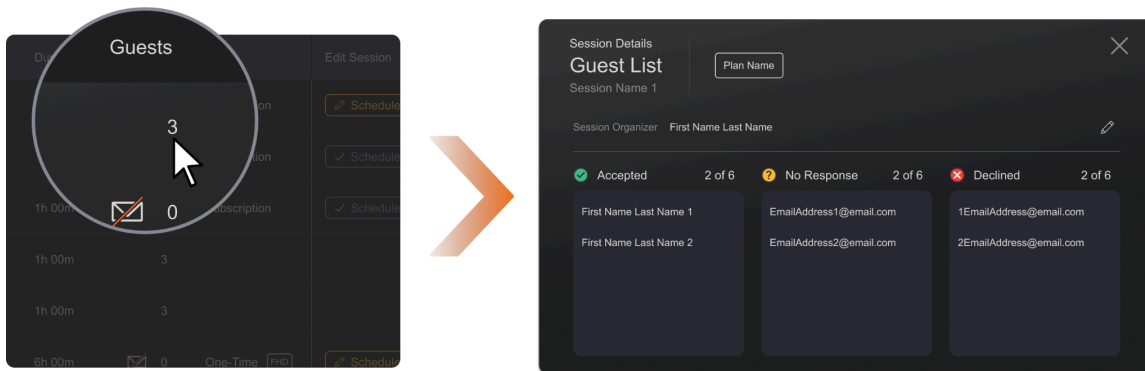 Guests
Edit Session
3
Schedule
Schedule
1h 00m
0
Subscription
Schedule
1h 00m
3
1h 00m
3
6h 00m
0
One-Time
FHD
Schedule
Session Details
Guest List
Plan Name
Session Name 1
Session Organizer
First Name Last Name
Accepted
2 of 6
No Response
2 of 6
Declined
2 of 6
First Name Last Name 1
EmailAddress1@email.com
1EmailAddress@email.com
First Name Last Name 2
EmailAddress2@email.com
2EmailAddress@email.com